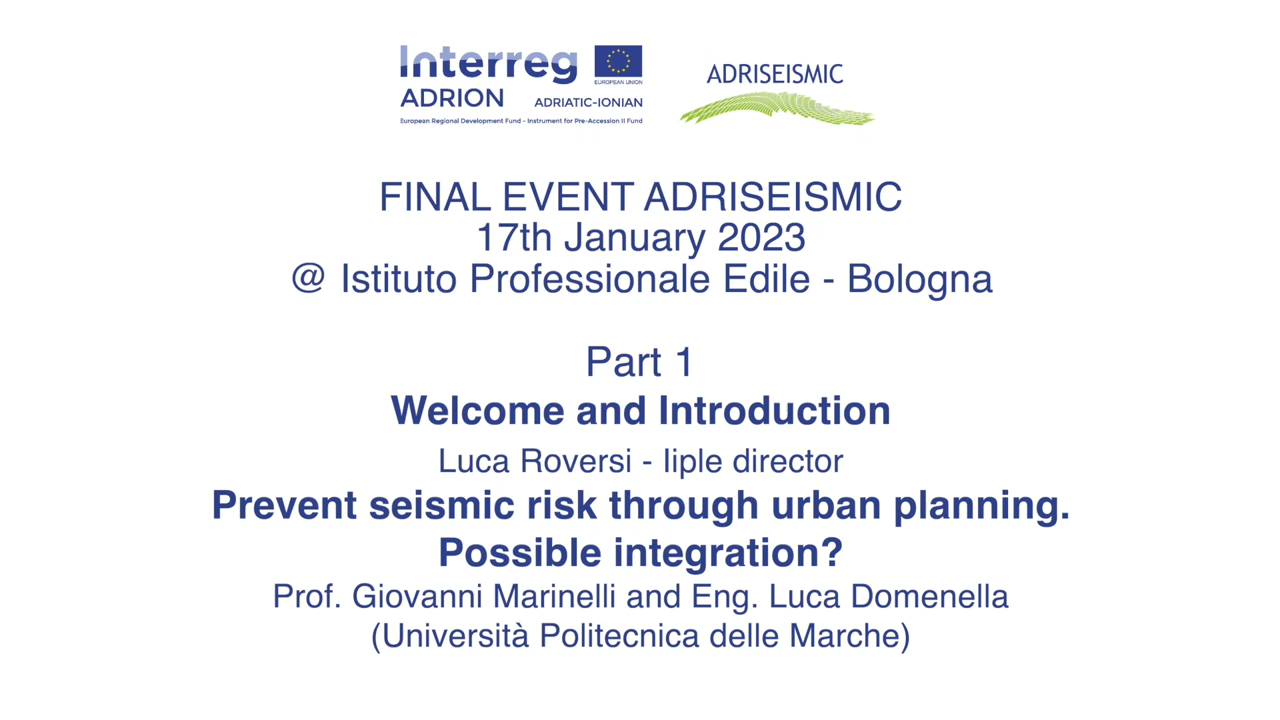 Interreg
EUROPEAN UNION
ADRION ADRIATIC-IONIAN
European Regional Development Fund - Instrument for Pre-Accession II Fund
ADRISEISMIC
FINAL EVENT ADRISEISMIC
17th January 2023
@ Istituto Professionale Edile - Bologna
Part 1
Welcome and Introduction
Luca Roversi - Iiple director
Prevent seismic risk through urban planning.
Possible integration?
Prof. Giovanni Marinelli and Eng. Luca Domenella
(Università Politecnica delle Marche)